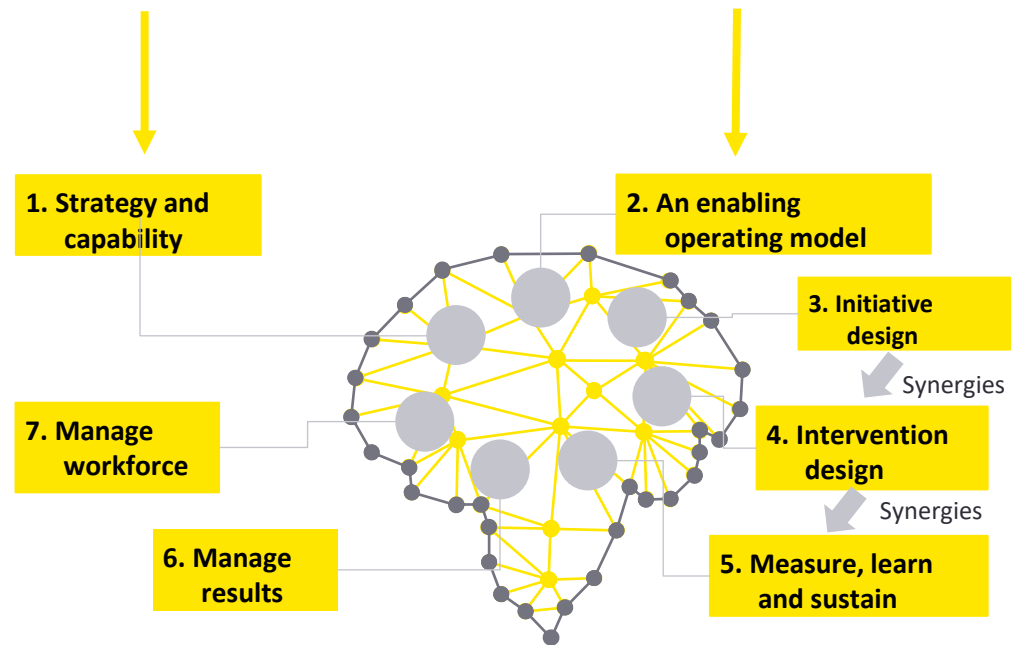 1. Strategy and
capability
2. An enabling
operating model
3. Initiative
design
Synergies
7. Manage
workforce
4. Intervention
design
Synergies
6. Manage
results
5. Measure, learn
and sustain